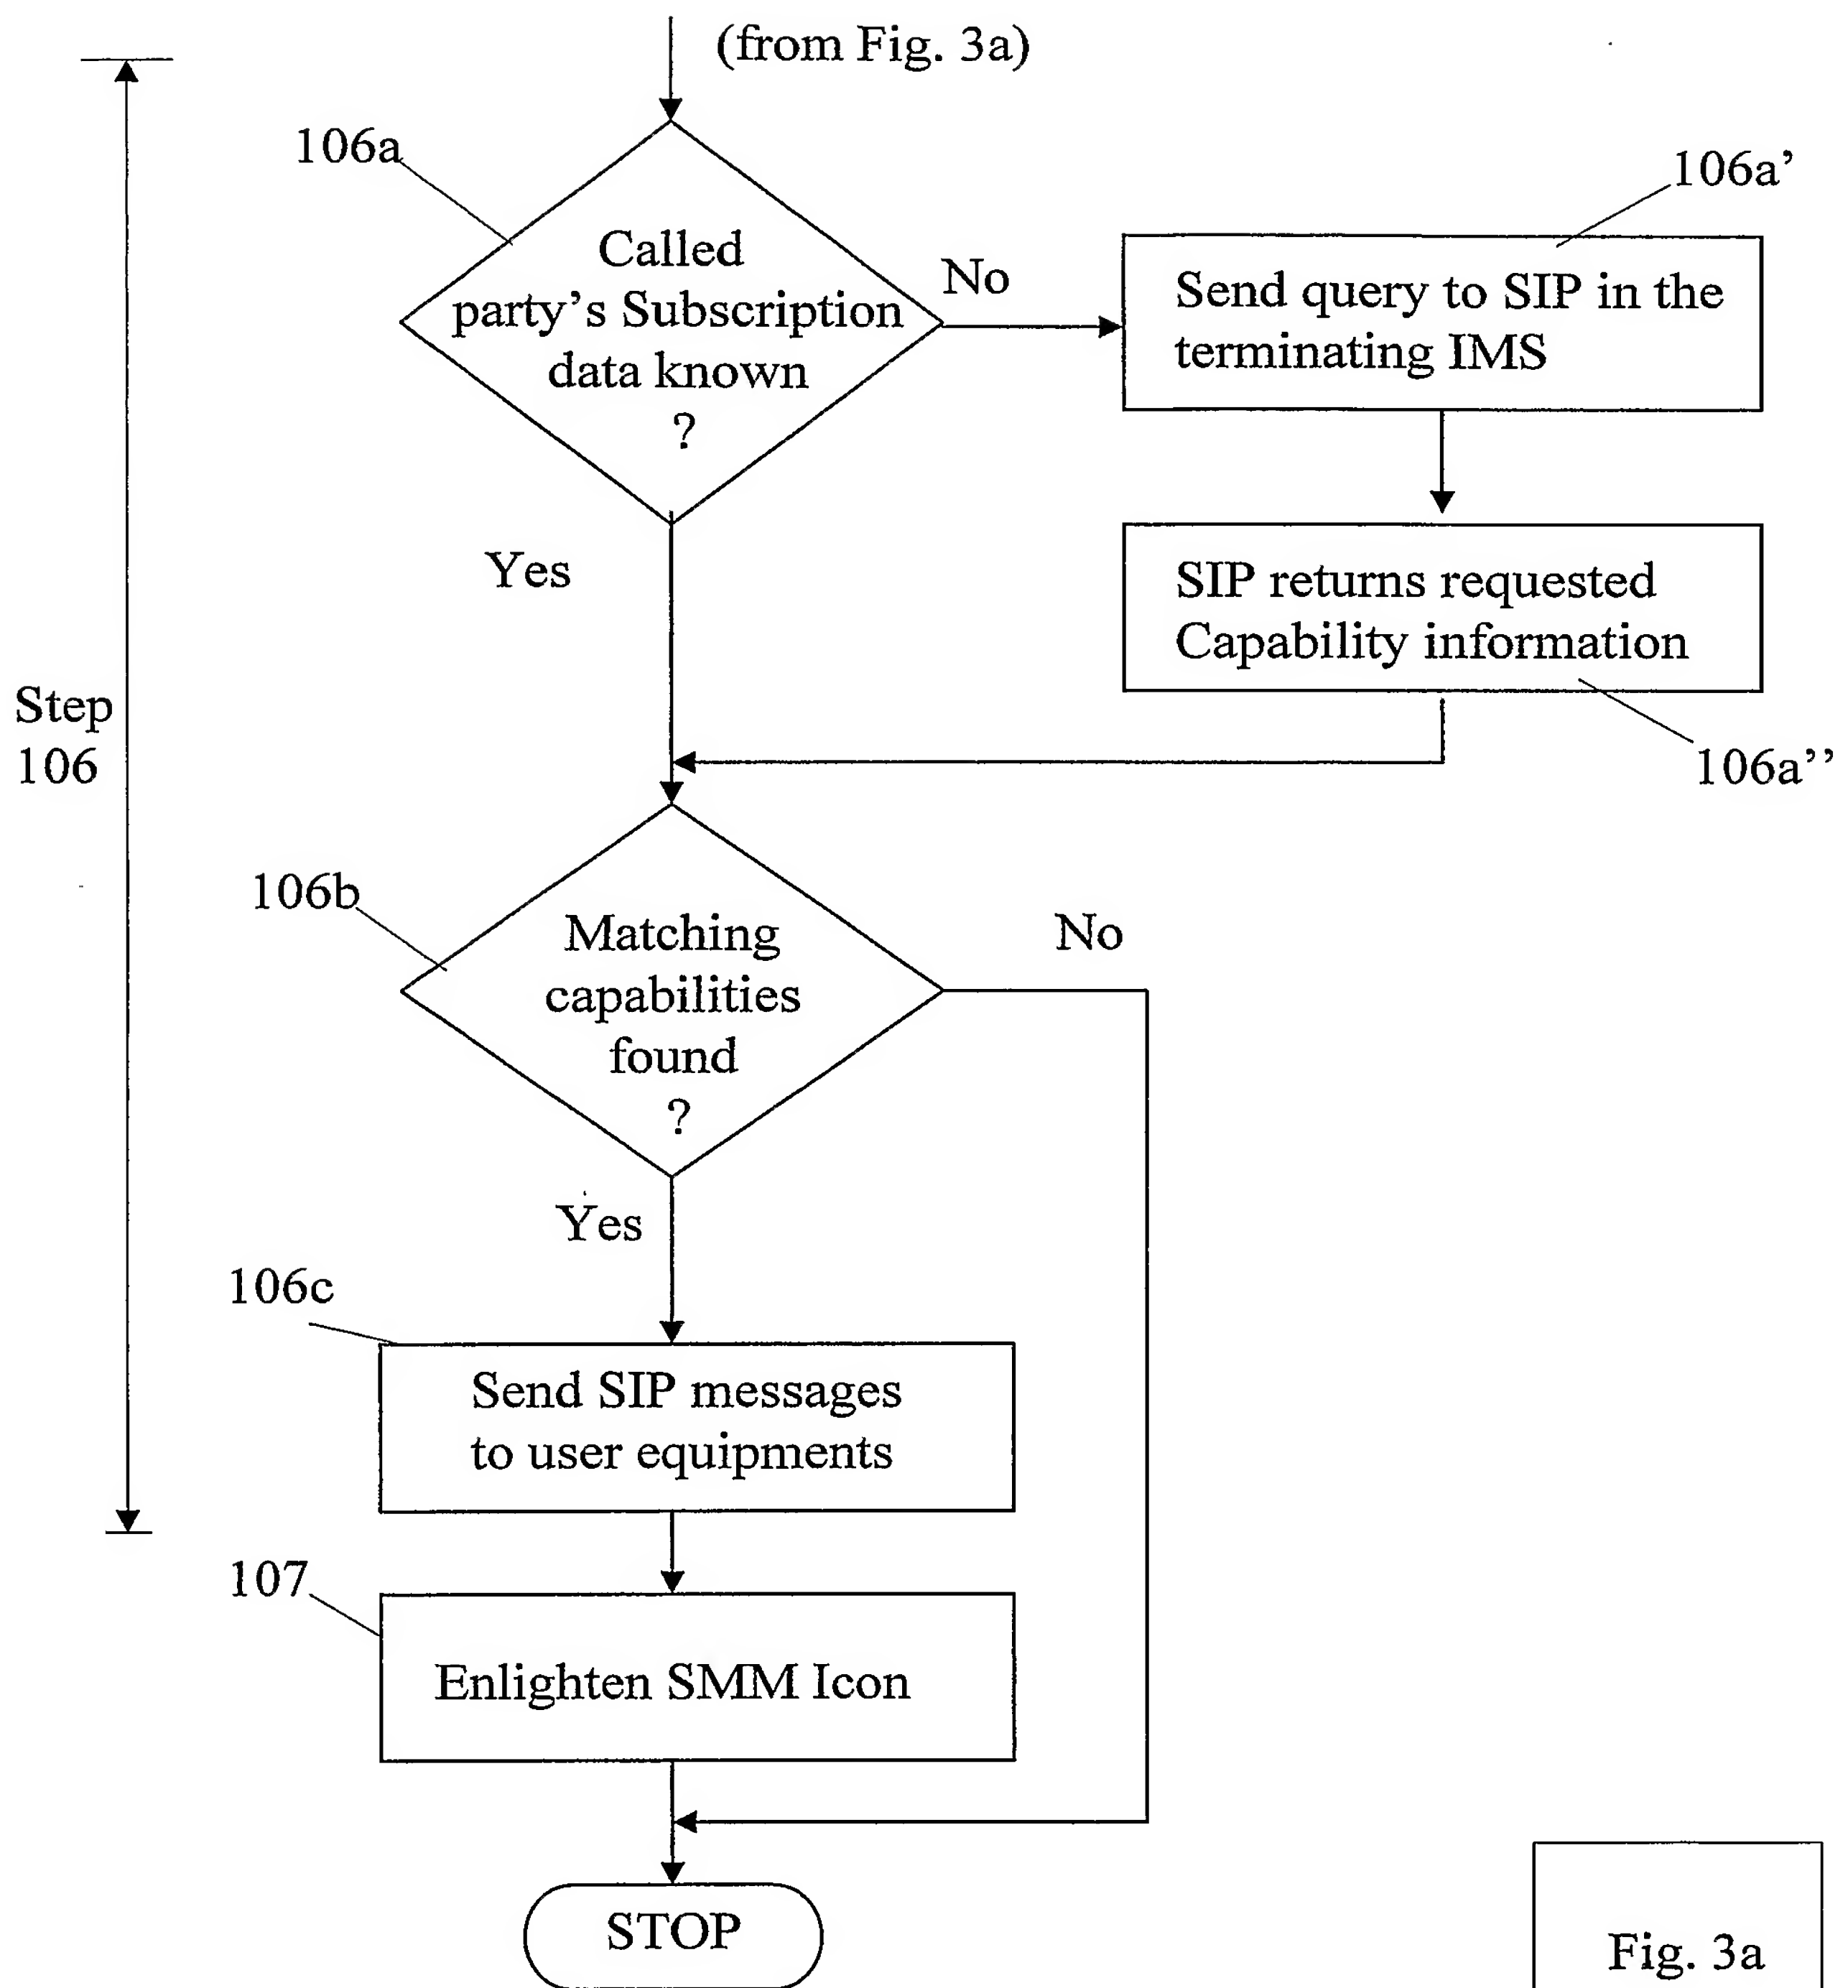 (from Fig. 3a)
106a
106a’
Called
party’s Subscription
data known
?
No
Send query to SIP in the
terminating IMS
Yes
SIP returns requested
Capability information
Step
106
106a’’
106b
Matching
capabilities
found
?
No
Yes
106c
Send SIP messages
to user equipments
107
Enlighten SMM Icon
STOP
Fig. 3a